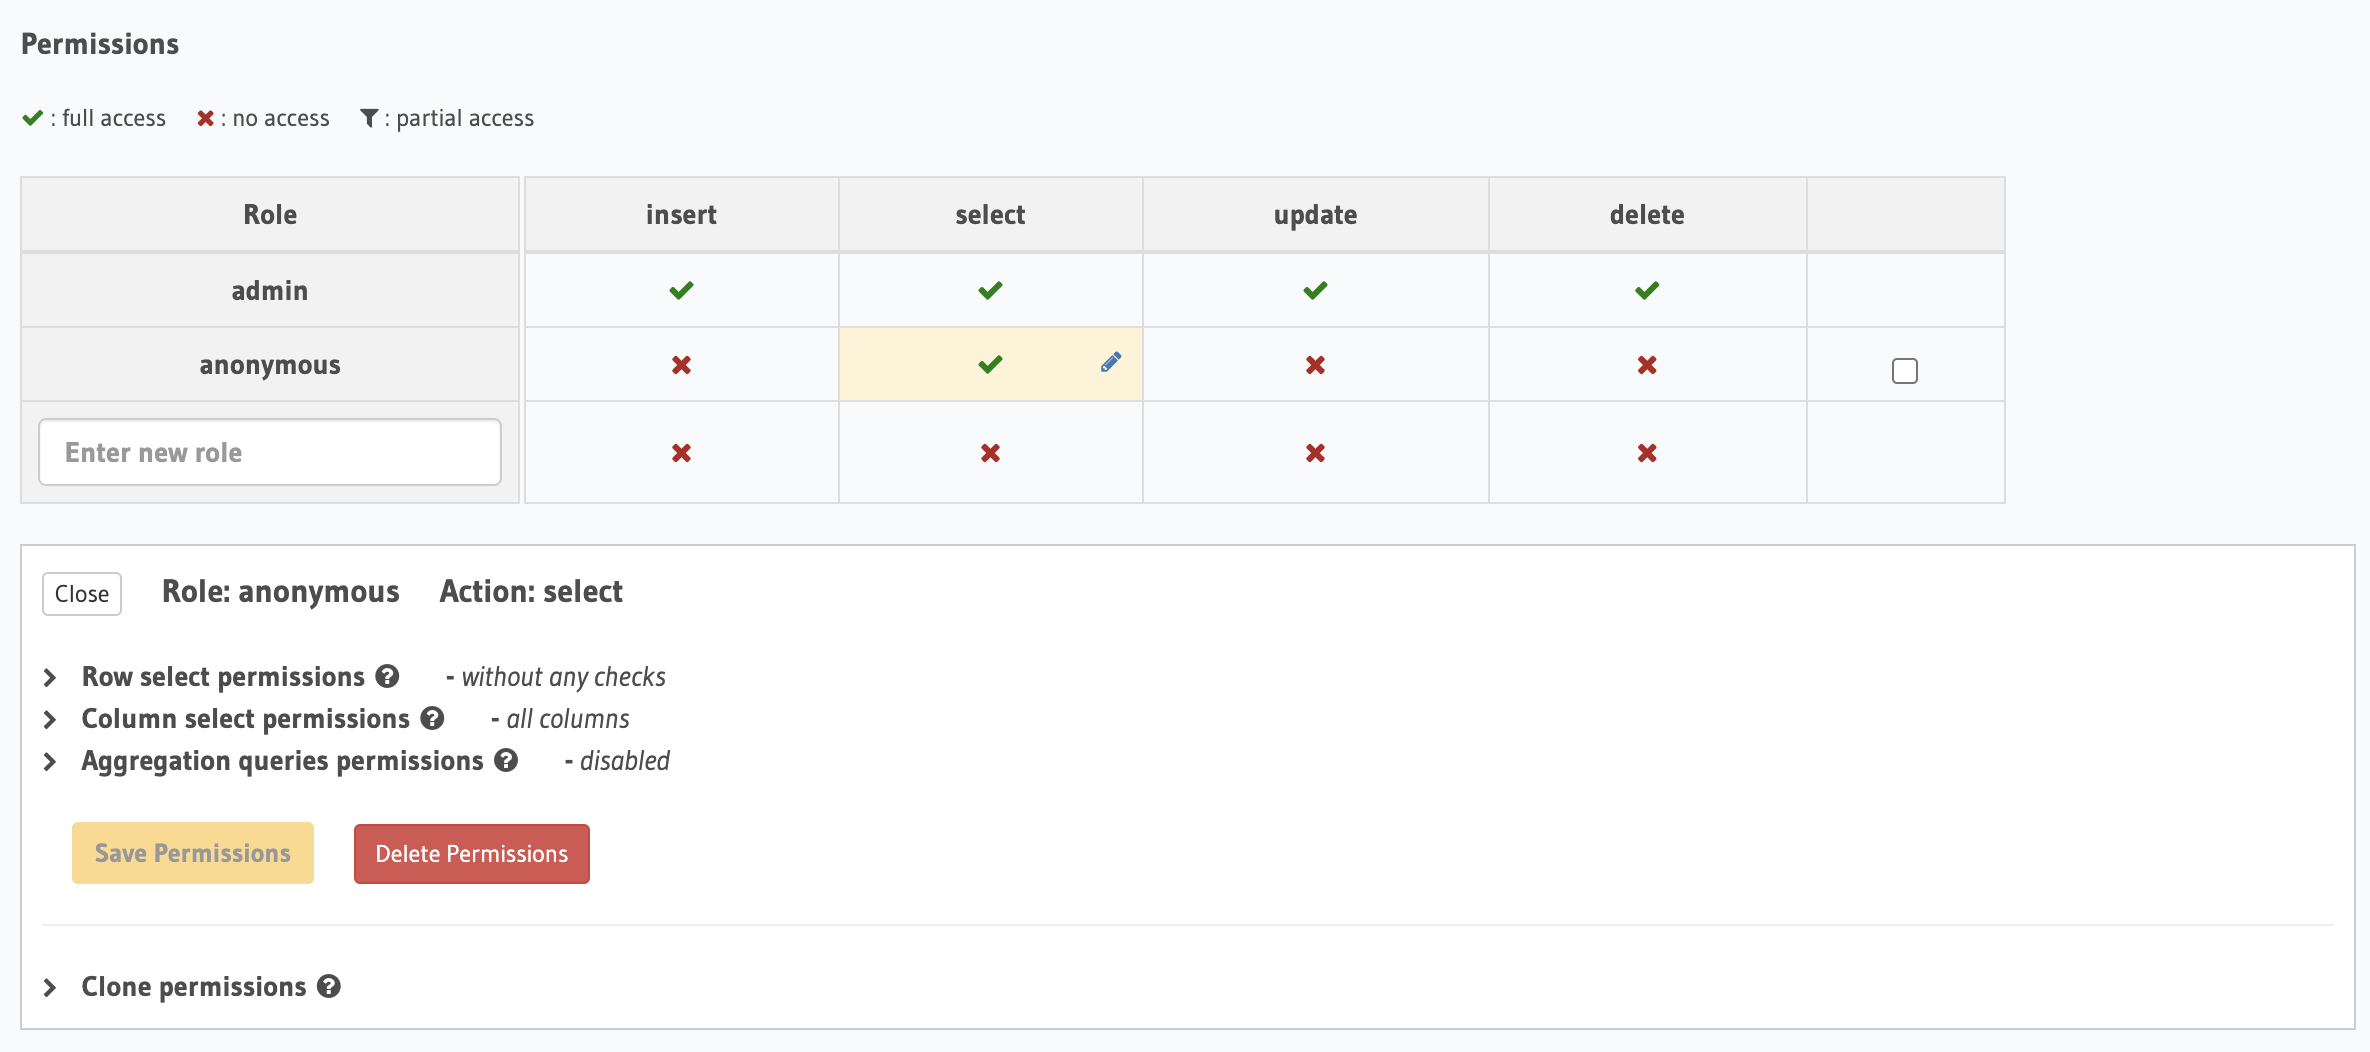 Permissions
: full access : no access : partial access
Role insert select update delete
admin
anonymous
Enter new role
Close Role: anonymous Action: select
Row select permissions - without any checks
Column select permissions - all columns
Aggregation queries permissions - disabled
Save Permissions Delete Permissions
Clone permissions